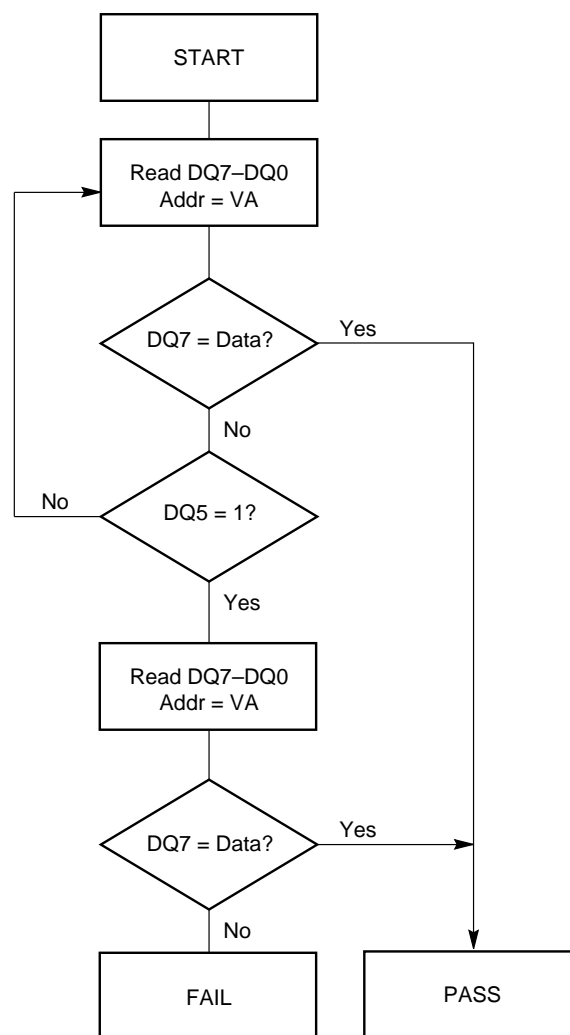 START
Read DQ7–DQ0
Addr = VA
DQ7 = Data?
Yes
No
No
DQ5 = 1?
Yes
Read DQ7–DQ0
Addr = VA
DQ7 = Data?
Yes
No
FAIL
PASS